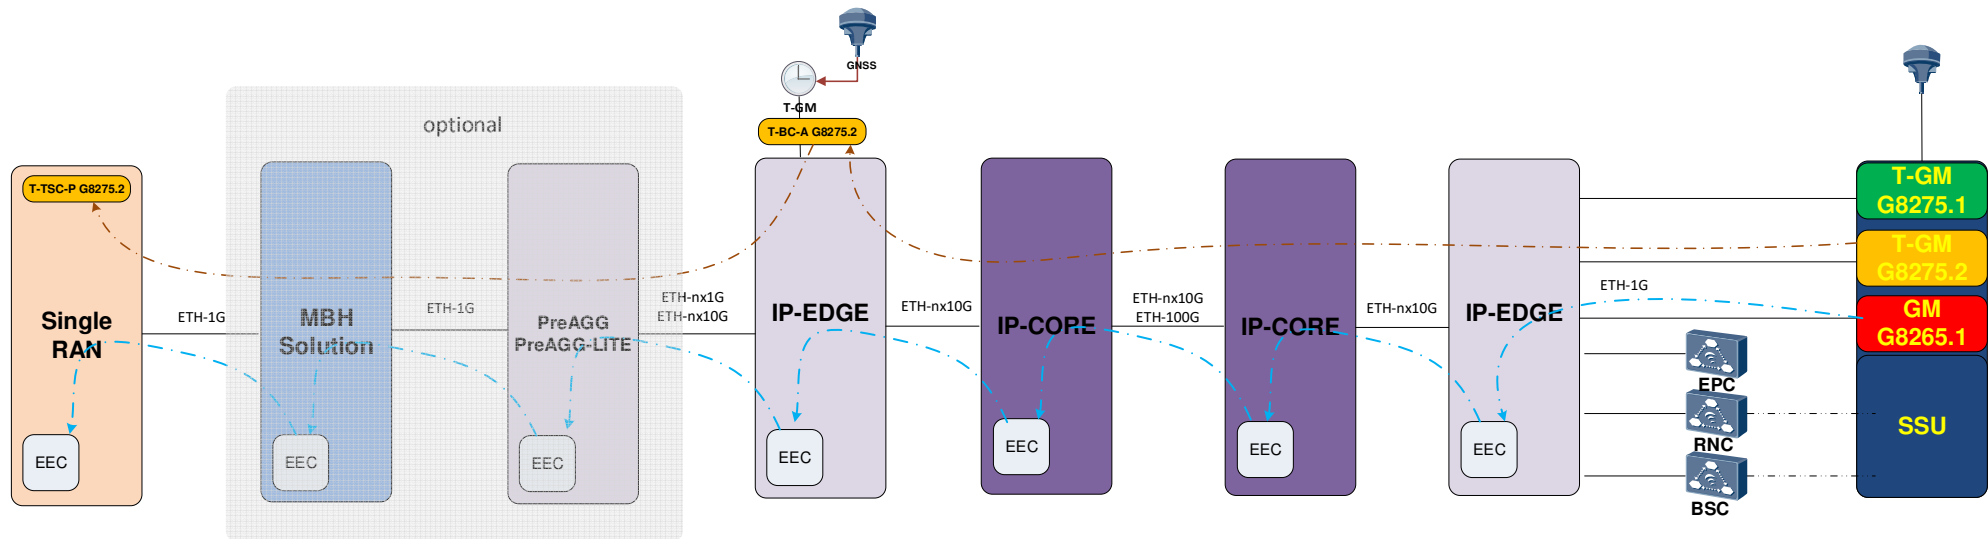 GNSS
T-GM
T-BC-A G8275.2
optional
T-TSC-P G8275.2
Single
RAN
EEC
ETH-1G
MBH
Solution
EEC
ETH-1G
PreAGG
PreAGG-LITE
EEC
ETH-nx1G
ETH-nx10G
IP-EDGE
EEC
ETH-nx10G
IP-CORE
EEC
ETH-nx10G
ETH-100G
IP-CORE
EEC
ETH-nx10G
IP-EDGE
EEC
ETH-1G
EPC
RNC
BSC
T-GM
G8275.1
T-GM
G8275.2
GM
G8265.1
SSU